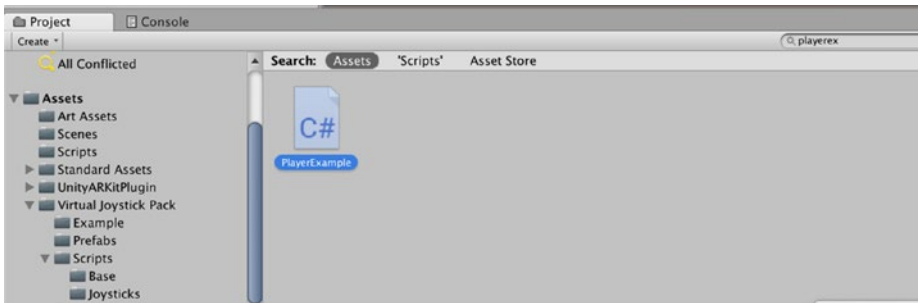 Project
Console
Create
playerex
All Conflicted
Search: Assets 'Scripts' Asset Store
Assets
Art Assets
Scenes
Scripts
Standard Assets
UnityARKitPlugin
Virtual Joystick Pack
Example
Prefabs
Scripts
Base
Joysticks
C#
PlayerExample